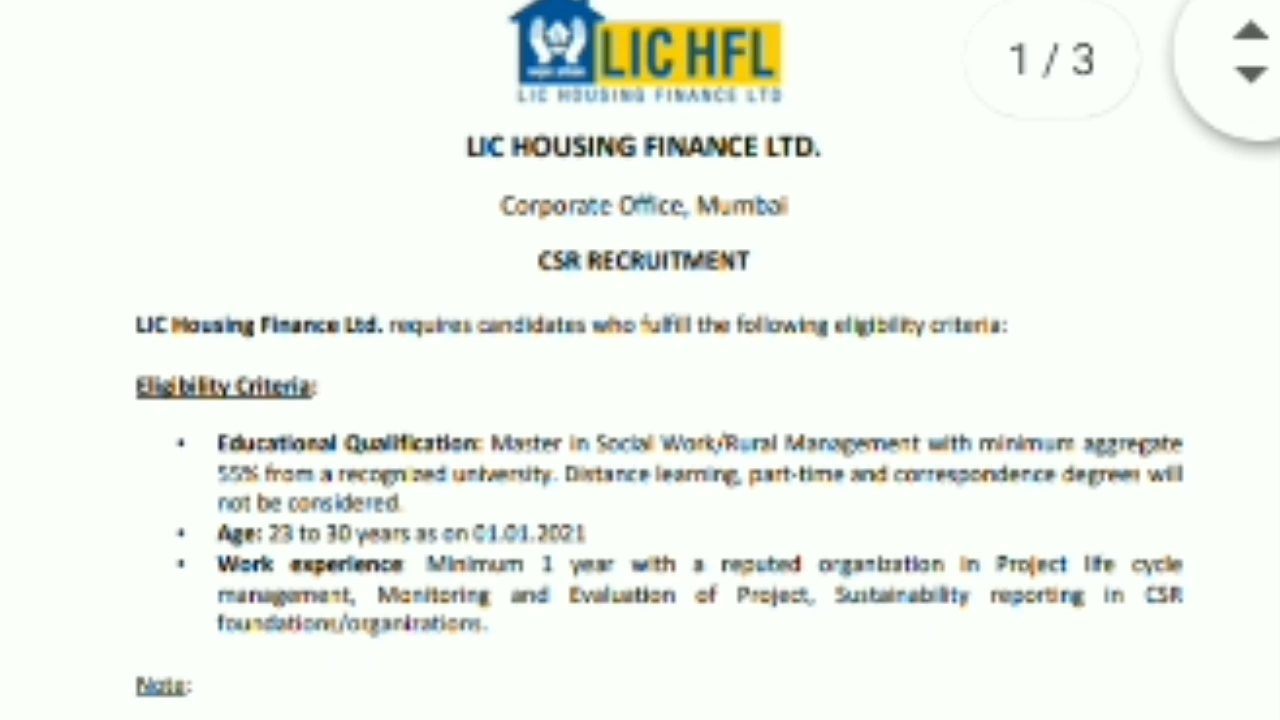 LIC HFL
LIC HOUSING FINANCE LTD
1 / 3
LIC HOUSING FINANCE LTD.
Corporate Office, Mumbai
CSR RECRUITMENT
LIC Housing Finance Ltd. requires candidates who fulfill the following eligibility criteria:
Eligibility Criteria:
• Educational Qualification: Master in Social Work/Rural Management with minimum aggregate
55% from a recognized university. Distance learning, part-time and correspondence degrees will
not be considered.
• Age: 23 to 30 years as on 01.01.2021
• Work experience Minimum 1 year with a reputed organization in Project life cycle
management, Monitoring and Evaluation of Project, Sustainability reporting in CSR
foundations/organizations.
Note: